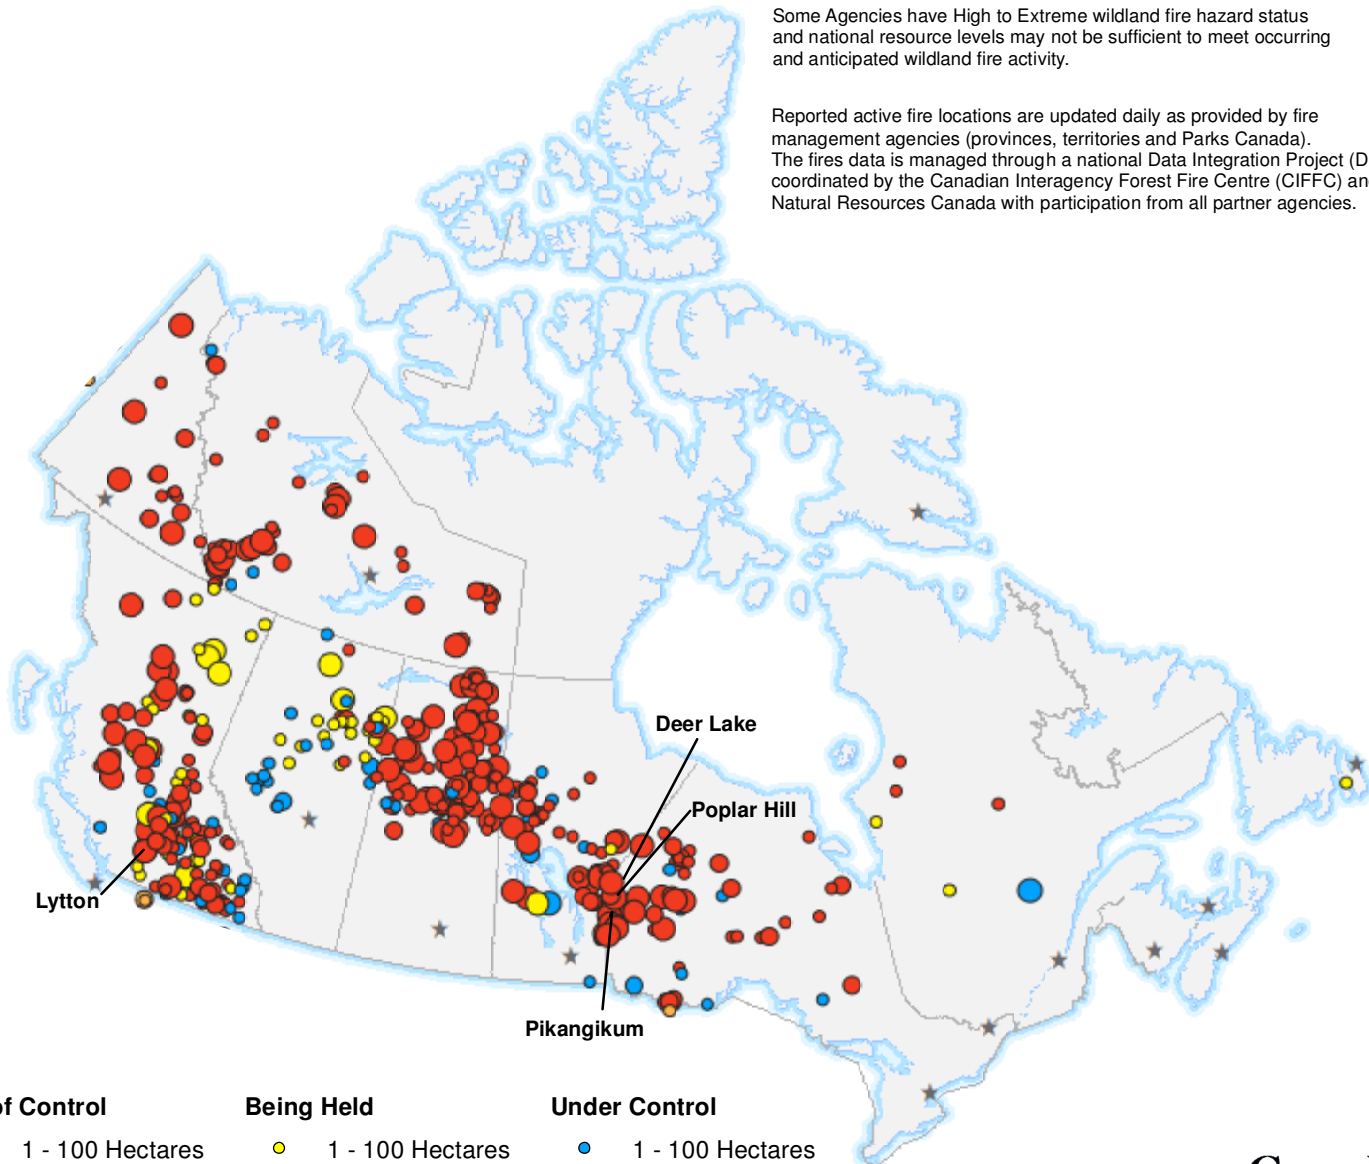 Some Agencies have High to Extreme wildland fire hazard status
and national resource levels may not be sufficient to meet occurring
and anticipated wildland fire activity.
Reported active fire locations are updated daily as provided by fire
management agencies (provinces, territories and Parks Canada).
The fires data is managed through a national Data Integration Project (D
coordinated by the Canadian Interagency Forest Fire Centre (CIFFC) an
Natural Resources Canada with participation from all partner agencies.
Deer Lake
Poplar Hill
Lytton
Pikangikum
of Control Being Held Under Control
1 - 100 Hectares 1 - 100 Hectares 1 - 100 Hectares